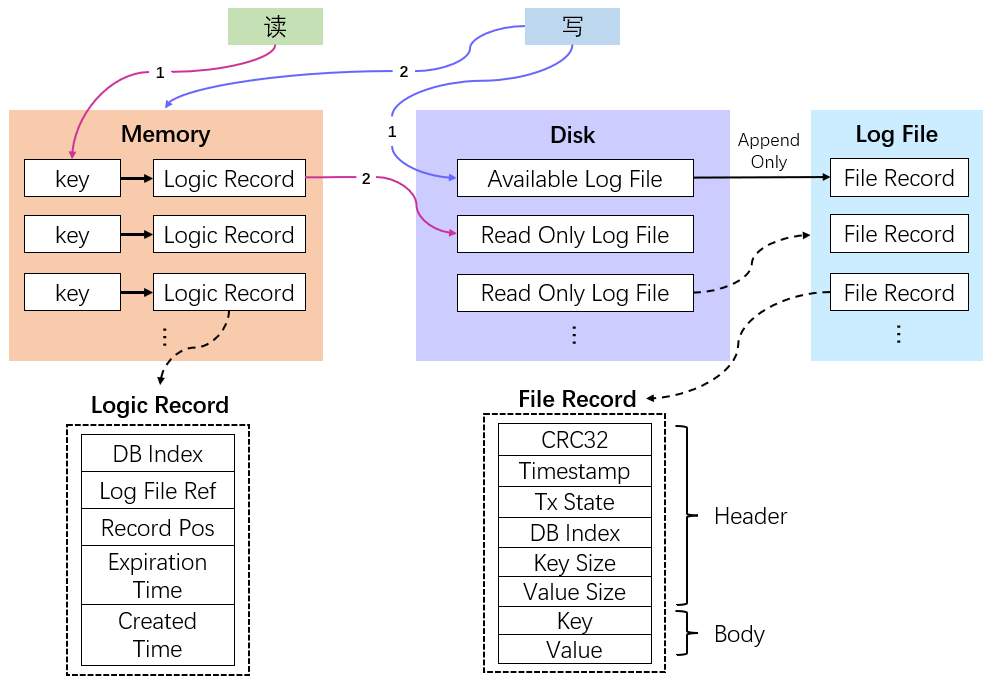 读
写
1
2
1
Memory
Disk
Log File
Append
Only
key
Logic Record
2
Available Log File
File Record
key
Logic Record
Read Only Log File
File Record
key
Logic Record
Read Only Log File
File Record
...
...
...
Logic Record
DB Index
Log File Ref
Record Pos
Expiration
Time
Created
Time
File Record
CRC32
Timestamp
Tx State
DB Index
Key Size
Value Size
Key
Value
Header
Body